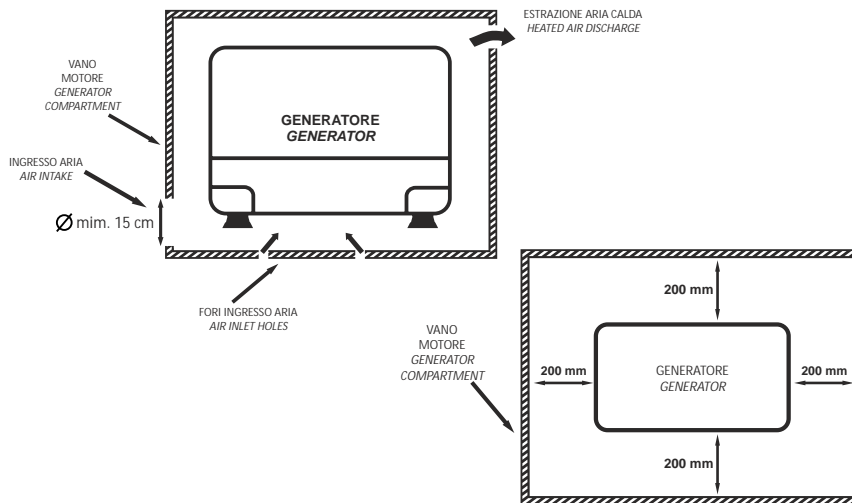 ESTRAZIONE ARIA CALDA
HEATED AIR DISCHARGE
VANO
MOTORE
GENERATOR
COMPARTMENT
GENERATORE
GENERATOR
INGRESSO ARIA
AIR INTAKE
Ø mim. 15 cm
FORI INGRESSO ARIA
AIR INLET HOLES
200 mm
VANO
MOTORE
GENERATOR
COMPARTMENT
200 mm
GENERATORE
GENERATOR
200 mm
200 mm